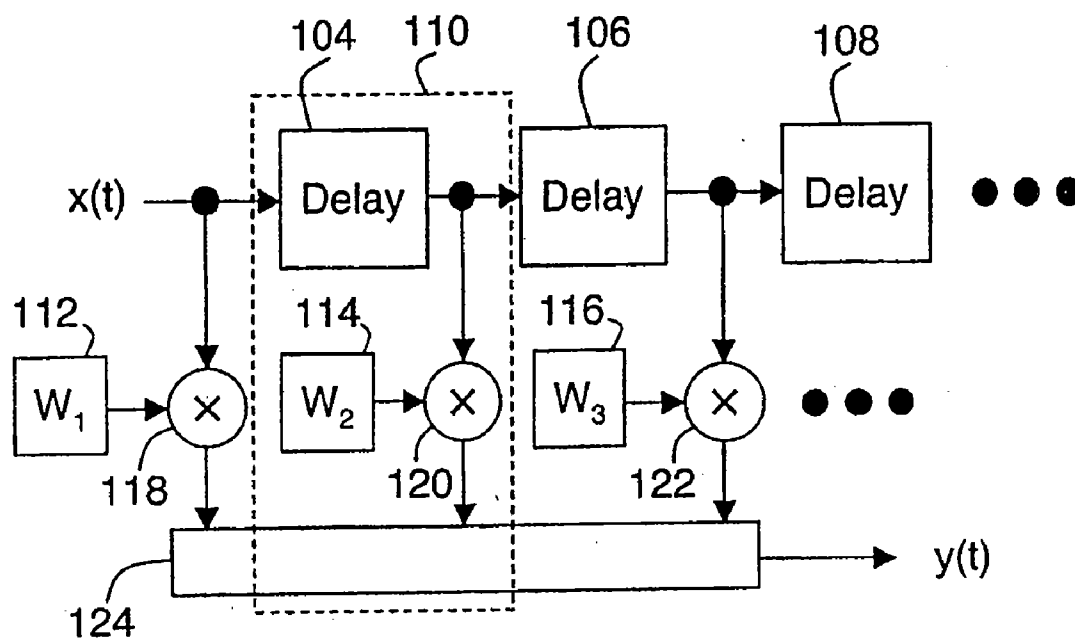 104 110 106 108
x(t) Delay Delay Delay
112 114 116
W1 × W2 × W3 ×
118 120 122
124 y(t)